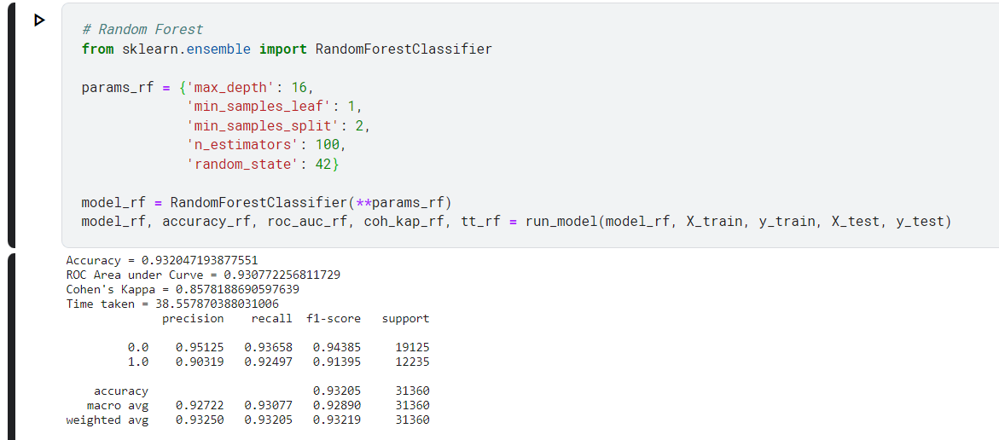 # Random Forest
from sklearn.ensemble import RandomForestClassifier
params_rf = {'max_depth': 16,
'min_samples_leaf': 1,
'min_samples_split': 2,
'n_estimators': 100,
'random_state': 42}
model_rf = RandomForestClassifier(**params_rf)
model_rf, accuracy_rf, roc_auc_rf, coh_kap_rf, tt_rf = run_model(model_rf, X_train, y_train, X_test, y_test)
Accuracy = 0.932047193877551
ROC Area under Curve = 0.930772256811729
Cohen's Kappa = 0.8578188690597639
Time taken = 38.557870388031006
precision recall f1-score support
0.0 0.95125 0.93658 0.94385 19125
1.0 0.90319 0.92497 0.91395 12235
accuracy 0.93205 31360
macro avg 0.92722 0.93077 0.92890 31360
weighted avg 0.93250 0.93205 0.93219 31360